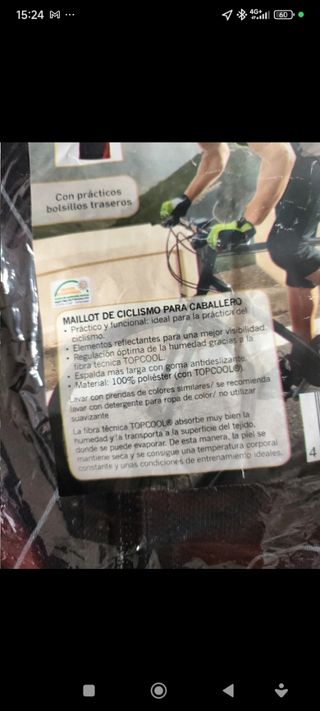 15:24
4G+
60
Con prácticos
bolsillos traseros
MAILLOT DE CICLISMO PARA CABALLERO
• Práctico y funcional: ideal para la práctica del
ciclismo.
• Elementos reflectantes para una mejor visibilidad.
• Regulación óptima de la humedad gracias a la
fibra técnica TOPCOOL.
• Espalda más larga con goma antideslizante.
• Material: 100% poliéster (con TOPCOOL®).
Lavar con prendas de colores similares/ se recomienda
lavar con detergente para ropa de color/ no utilizar
suavizante
La fibra técnica TOPCOOL® absorbe muy bien la
humedad y la transporta a la superficie del tejido,
donde se puede evaporar. De esta manera, la piel se
mantiene seca y se consigue una temperatura corporal
constante y unas condiciones de entrenamiento ideales.
4